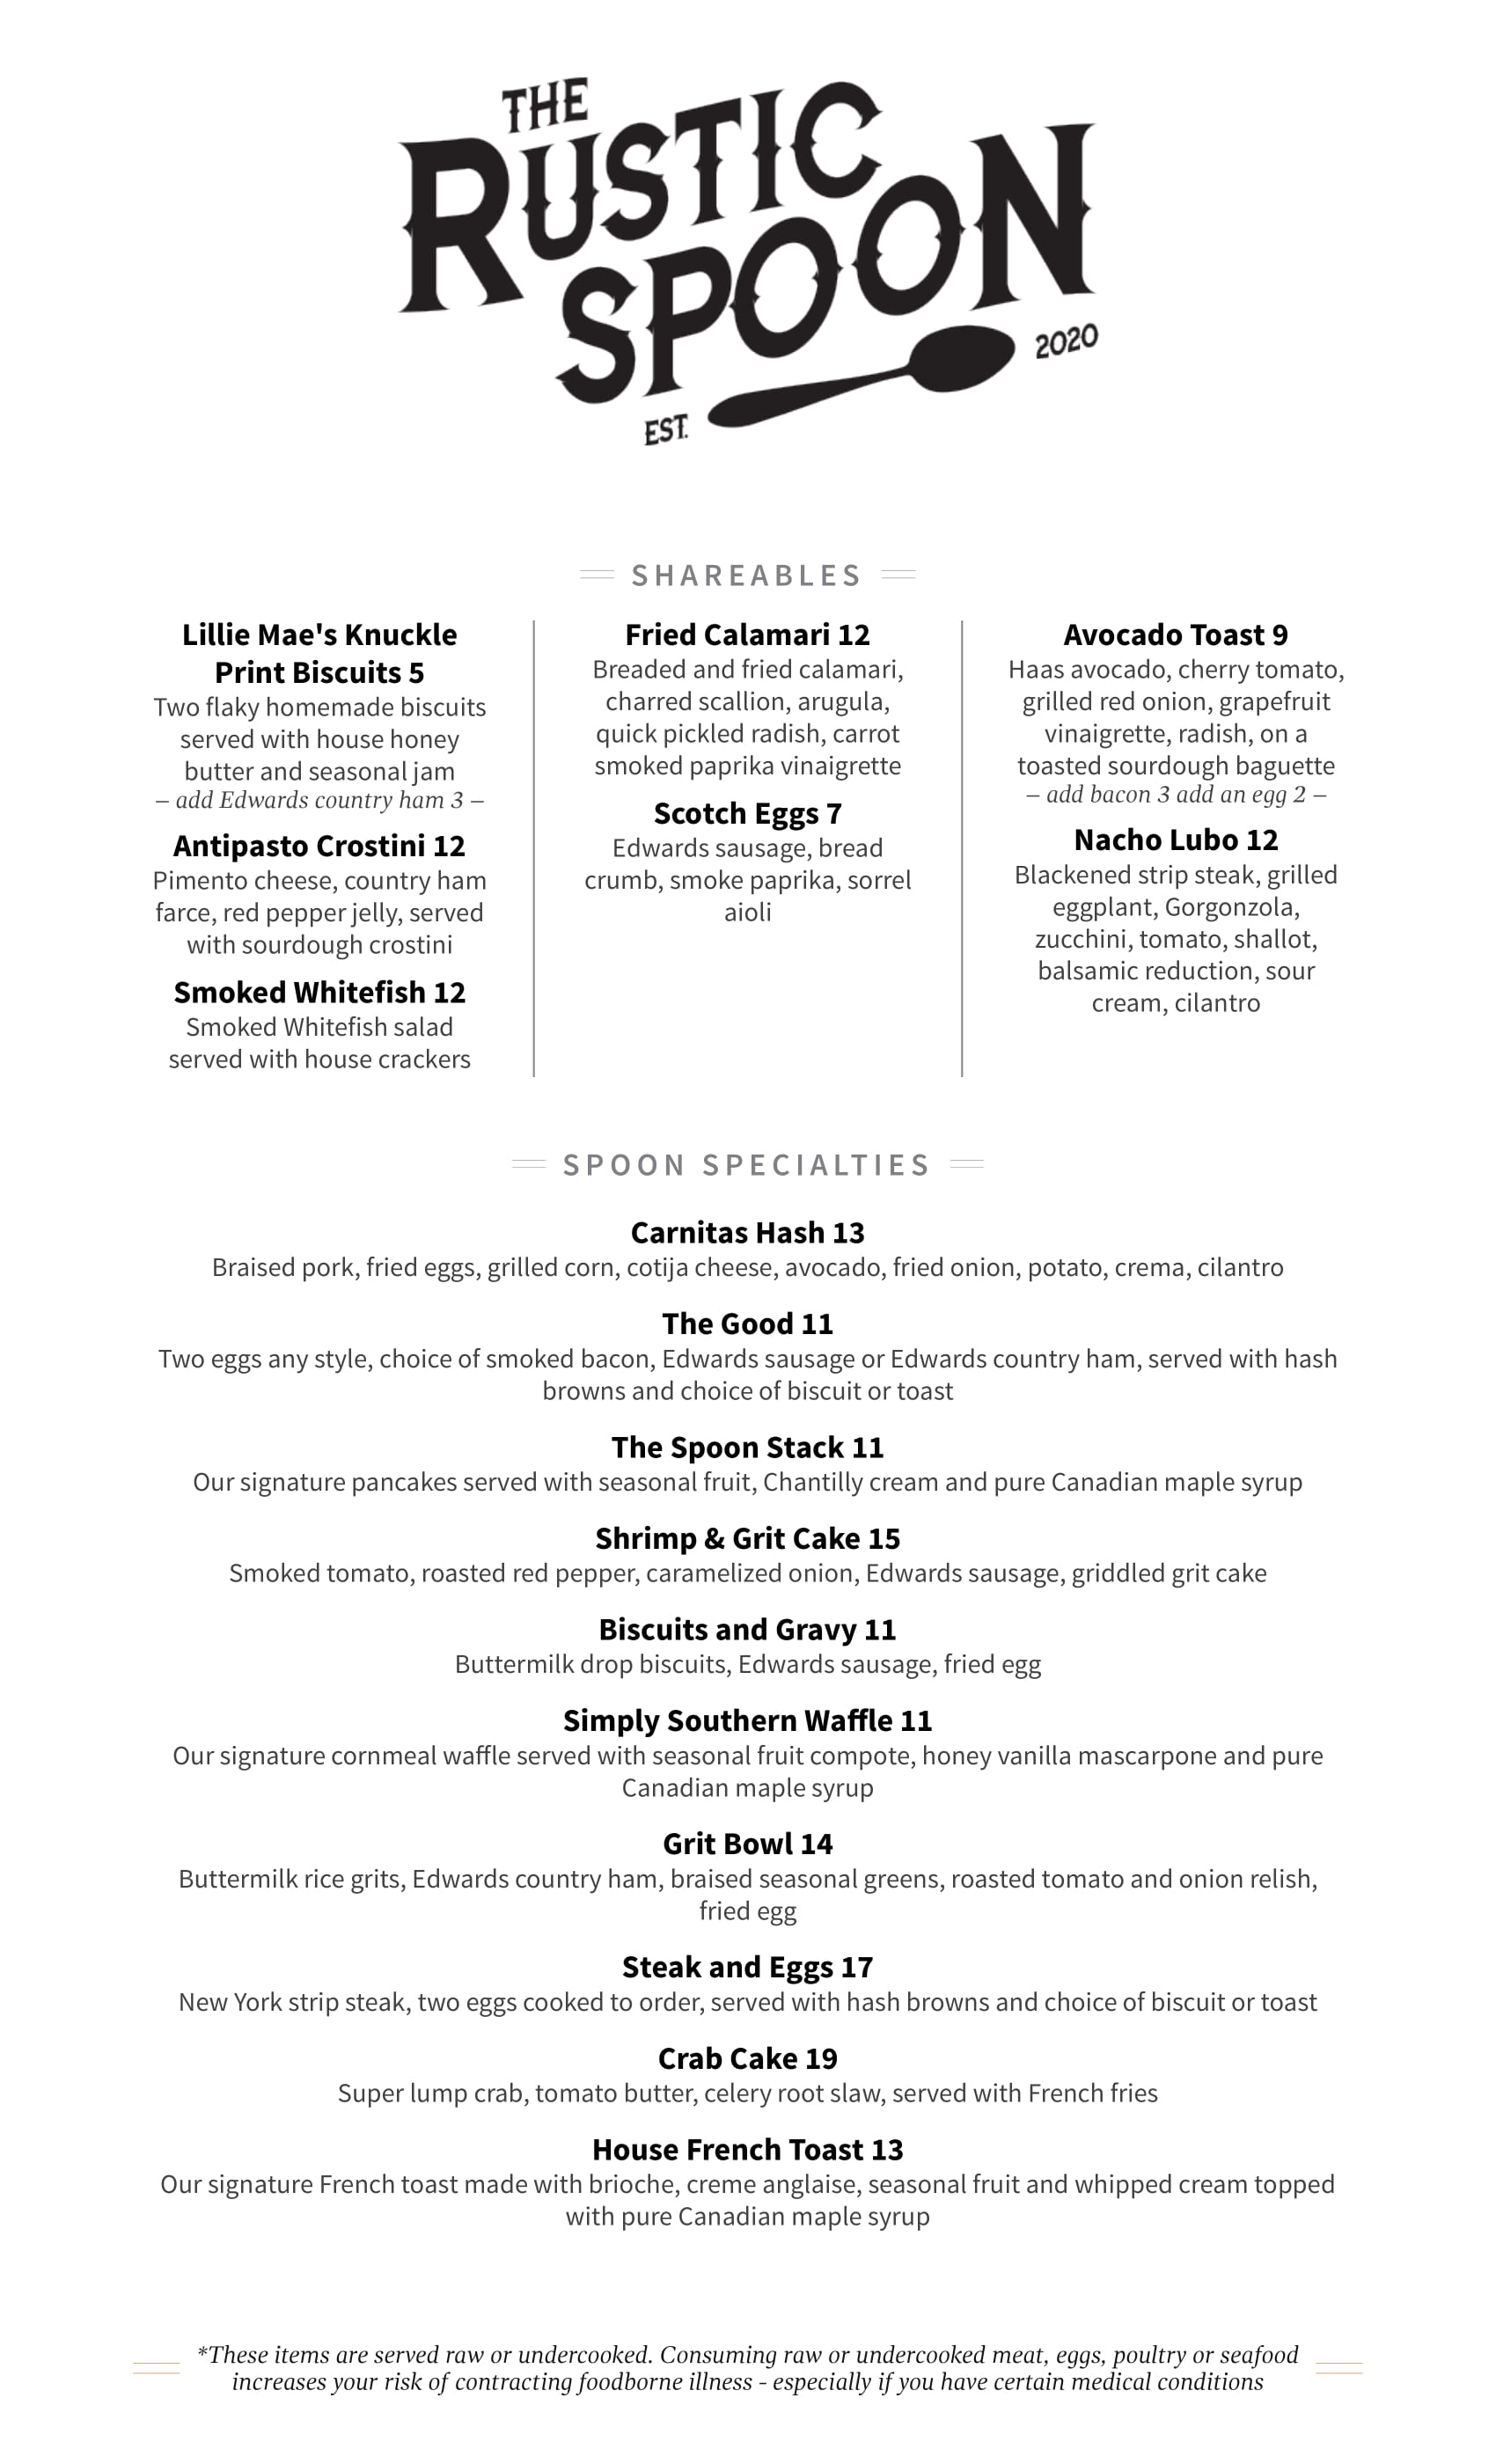 THE
RUSTIC
SPOON
EST. 2020
SHAREABLES
Lillie Mae's Knuckle
Print Biscuits 5
Two flaky homemade biscuits
served with house honey
butter and seasonal jam
– add Edwards country ham 3 –
Antipasto Crostini 12
Pimento cheese, country ham
farce, red pepper jelly, served
with sourdough crostini
Smoked Whitefish 12
Smoked Whitefish salad
served with house crackers
Fried Calamari 12
Breaded and fried calamari,
charred scallion, arugula,
quick pickled radish, carrot
smoked paprika vinaigrette
Scotch Eggs 7
Edwards sausage, bread
crumb, smoke paprika, sorrel
aioli
Avocado Toast 9
Haas avocado, cherry tomato,
grilled red onion, grapefruit
vinaigrette, radish, on a
toasted sourdough baguette
– add bacon 3 add an egg 2 –
Nacho Lubo 12
Blackened strip steak, grilled
eggplant, Gorgonzola,
zucchini, tomato, shallot,
balsamic reduction, sour
cream, cilantro
SPOON SPECIALTIES
Carnitas Hash 13
Braised pork, fried eggs, grilled corn, cotija cheese, avocado, fried onion, potato, crema, cilantro
The Good 11
Two eggs any style, choice of smoked bacon, Edwards sausage or Edwards country ham, served with hash
browns and choice of biscuit or toast
The Spoon Stack 11
Our signature pancakes served with seasonal fruit, Chantilly cream and pure Canadian maple syrup
Shrimp & Grit Cake 15
Smoked tomato, roasted red pepper, caramelized onion, Edwards sausage, griddled grit cake
Biscuits and Gravy 11
Buttermilk drop biscuits, Edwards sausage, fried egg
Simply Southern Waffle 11
Our signature cornmeal waffle served with seasonal fruit compote, honey vanilla mascarpone and pure
Canadian maple syrup
Grit Bowl 14
Buttermilk rice grits, Edwards country ham, braised seasonal greens, roasted tomato and onion relish,
fried egg
Steak and Eggs 17
New York strip steak, two eggs cooked to order, served with hash browns and choice of biscuit or toast
Crab Cake 19
Super lump crab, tomato butter, celery root slaw, served with French fries
House French Toast 13
Our signature French toast made with brioche, creme anglaise, seasonal fruit and whipped cream topped
with pure Canadian maple syrup
*These items are served raw or undercooked. Consuming raw or undercooked meat, eggs, poultry or seafood
increases your risk of contracting foodborne illness - especially if you have certain medical conditions